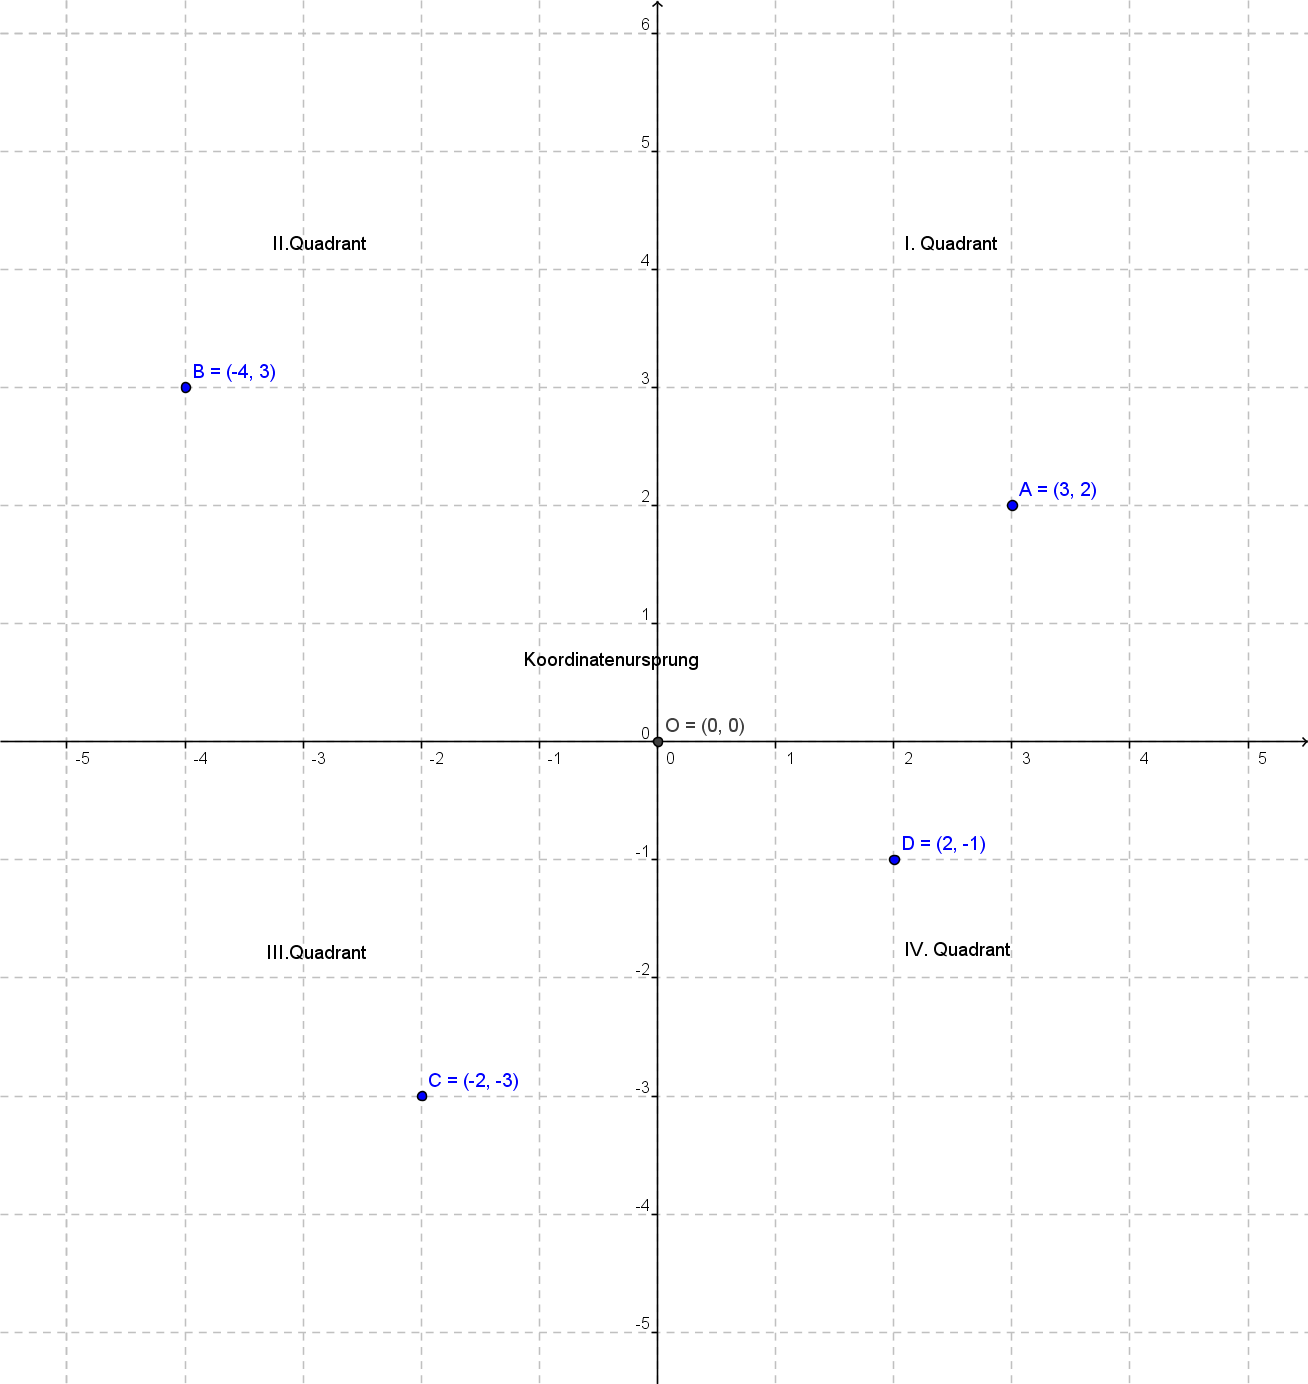 6
5
II.Quadrant
I. Quadrant
4
B = (-4, 3)
3
A = (3, 2)
2
1
Koordinatenursprung
O = (0, 0)
0
-5 -4 -3 -2 -1 0 1 2 3 4 5
D = (2, -1)
-1
III.Quadrant
IV. Quadrant
-2
C = (-2, -3)
-3
-4
-5